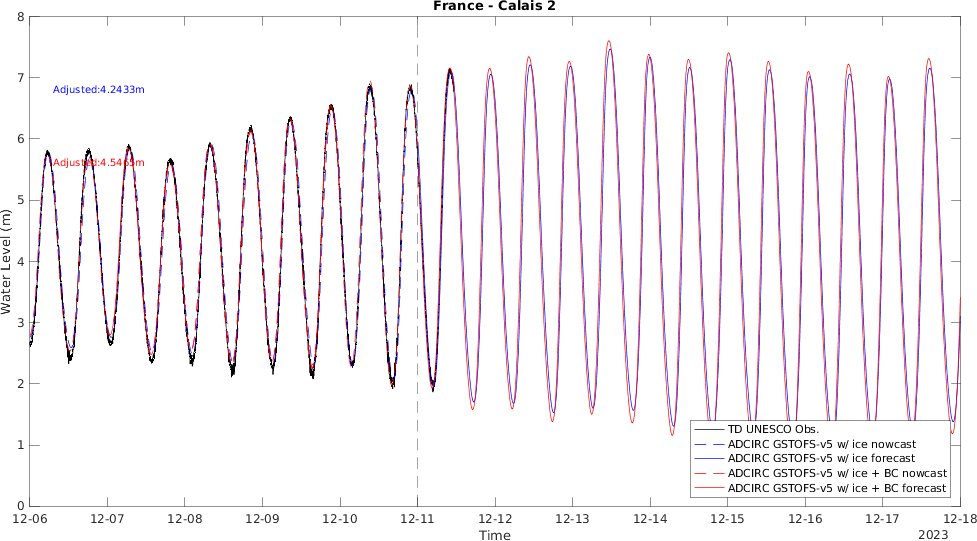 France - Calais 2
8
7
6
5
4
3
2
1
0
Water Level (m)
Adjusted:4.2433m
Adjusted:4.5465m
TD UNESCO Obs.
ADCIRC GSTOFS-v5 w/ ice nowcast
ADCIRC GSTOFS-v5 w/ ice forecast
ADCIRC GSTOFS-v5 w/ ice + BC nowcast
ADCIRC GSTOFS-v5 w/ ice + BC forecast
12-06 12-07 12-08 12-09 12-10 12-11 12-12 12-13 12-14 12-15 12-16 12-17 12-18
Time
2023